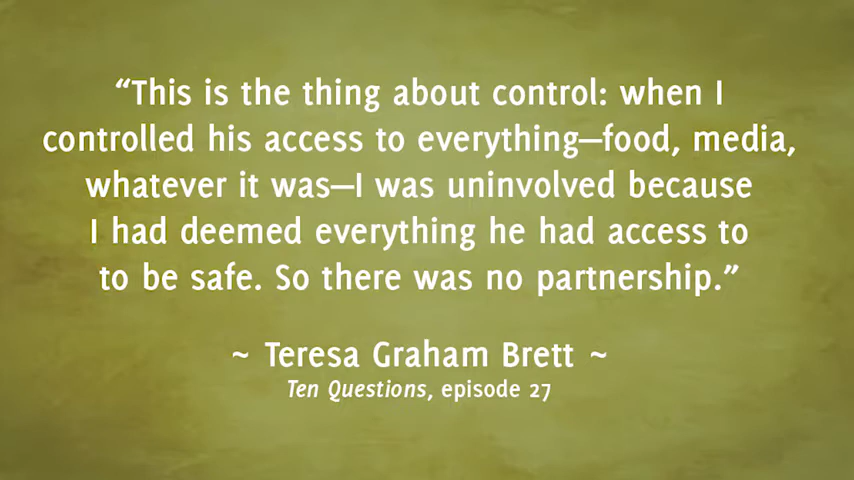 “This is the thing about control: when I
controlled his access to everything—food, media,
whatever it was—I was uninvolved because
I had deemed everything he had access to
to be safe. So there was no partnership.”
~ Teresa Graham Brett ~
Ten Questions, episode 27